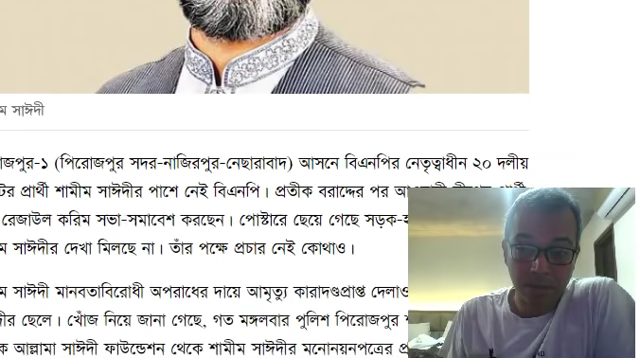 ম সাঈদী
জপুর-১ (পিরোজপুর সদর-নাজিরপুর-নেছারাবাদ) আসনে বিএনপির নেতৃত্বাধীন ২০ দলীয়
টের প্রার্থী শামীম সাঈদীর পাশে নেই বিএনপি। প্রতীক বরাদ্দের পর
রেজাউল করিম সভা-সমাবেশ করছেন। পোস্টারে ছেয়ে গেছে সড়ক-
ম সাঈদীর দেখা মিলছে না। তাঁর পক্ষে প্রচার নেই কোথাও।
ম সাঈদী মানবতাবিরোধী অপরাধের দায়ে আমৃত্যু কারাদণ্ডপ্রাপ্ত
দীর ছেলে। খোঁজ নিয়ে জানা গেছে, গত মঙ্গলবার পুলিশ পিরোজপুর
ক আল্লামা সাঈদী ফাউন্ডেশন থেকে শামীম সাঈদীর মনোনয়নপত্রের